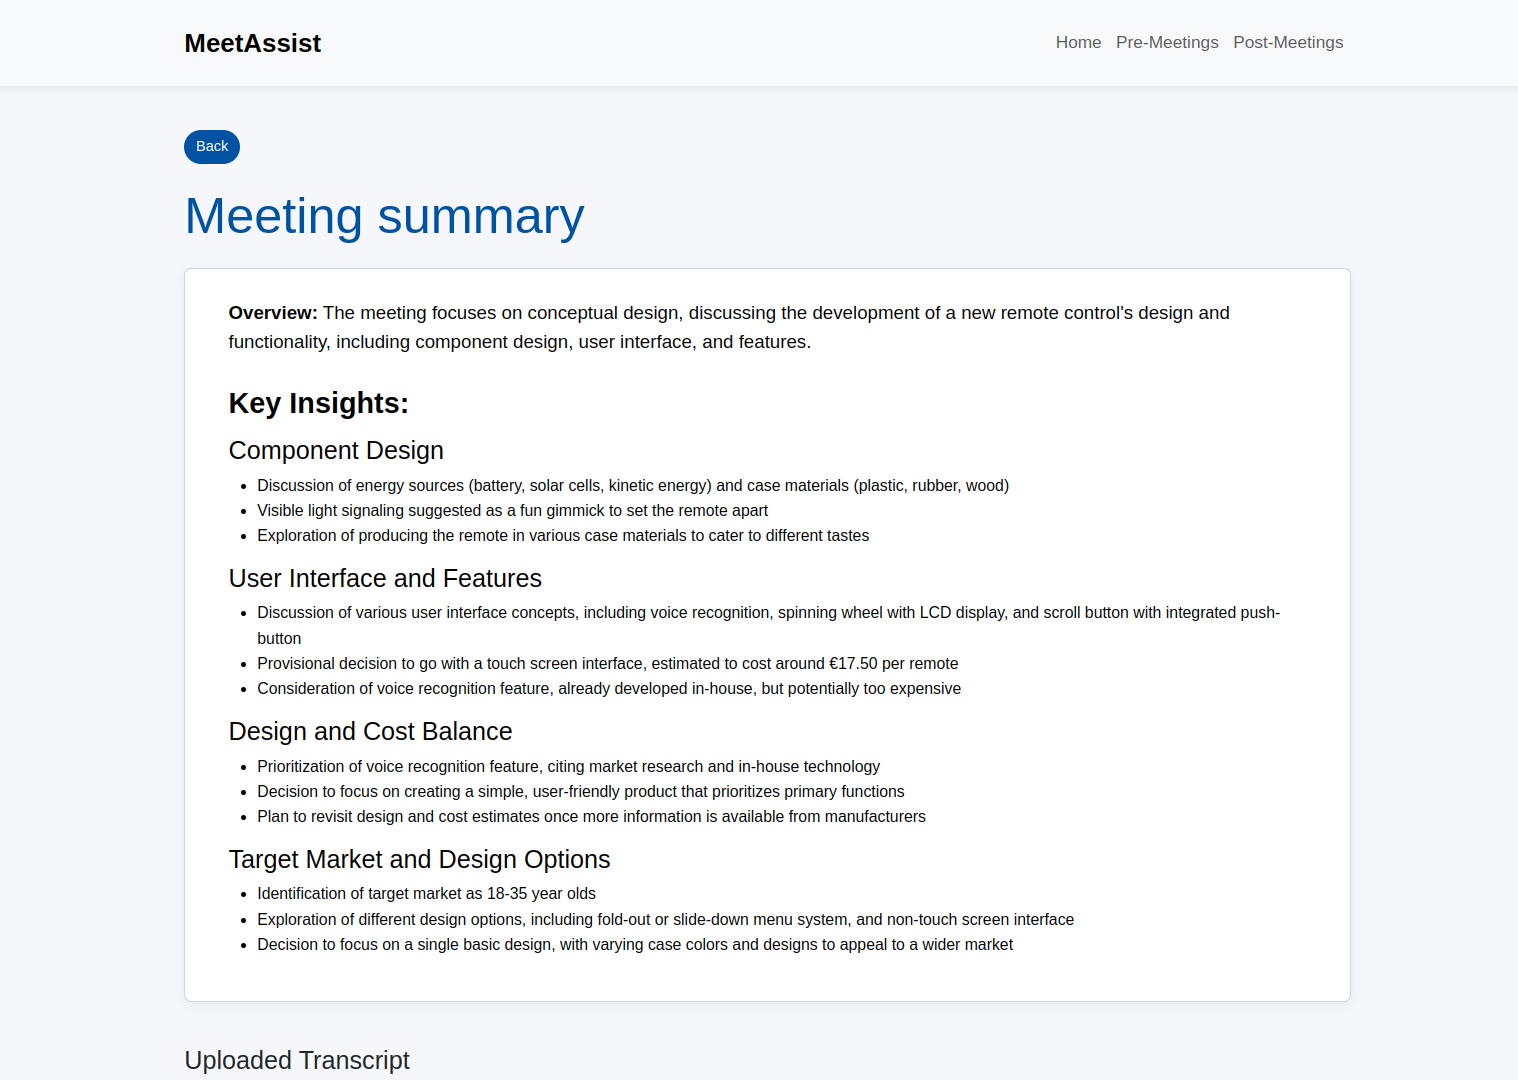 MeetAssist
Home Pre-Meetings Post-Meetings
Back
Meeting summary
Overview: The meeting focuses on conceptual design, discussing the development of a new remote control's design and
functionality, including component design, user interface, and features.
Key Insights:
Component Design
• Discussion of energy sources (battery, solar cells, kinetic energy) and case materials (plastic, rubber, wood)
• Visible light signaling suggested as a fun gimmick to set the remote apart
• Exploration of producing the remote in various case materials to cater to different tastes
User Interface and Features
• Discussion of various user interface concepts, including voice recognition, spinning wheel with LCD display, and scroll button with integrated push-
button
• Provisional decision to go with a touch screen interface, estimated to cost around €17.50 per remote
• Consideration of voice recognition feature, already developed in-house, but potentially too expensive
Design and Cost Balance
• Prioritization of voice recognition feature, citing market research and in-house technology
• Decision to focus on creating a simple, user-friendly product that prioritizes primary functions
• Plan to revisit design and cost estimates once more information is available from manufacturers
Target Market and Design Options
• Identification of target market as 18-35 year olds
• Exploration of different design options, including fold-out or slide-down menu system, and non-touch screen interface
• Decision to focus on a single basic design, with varying case colors and designs to appeal to a wider market
Uploaded Transcript